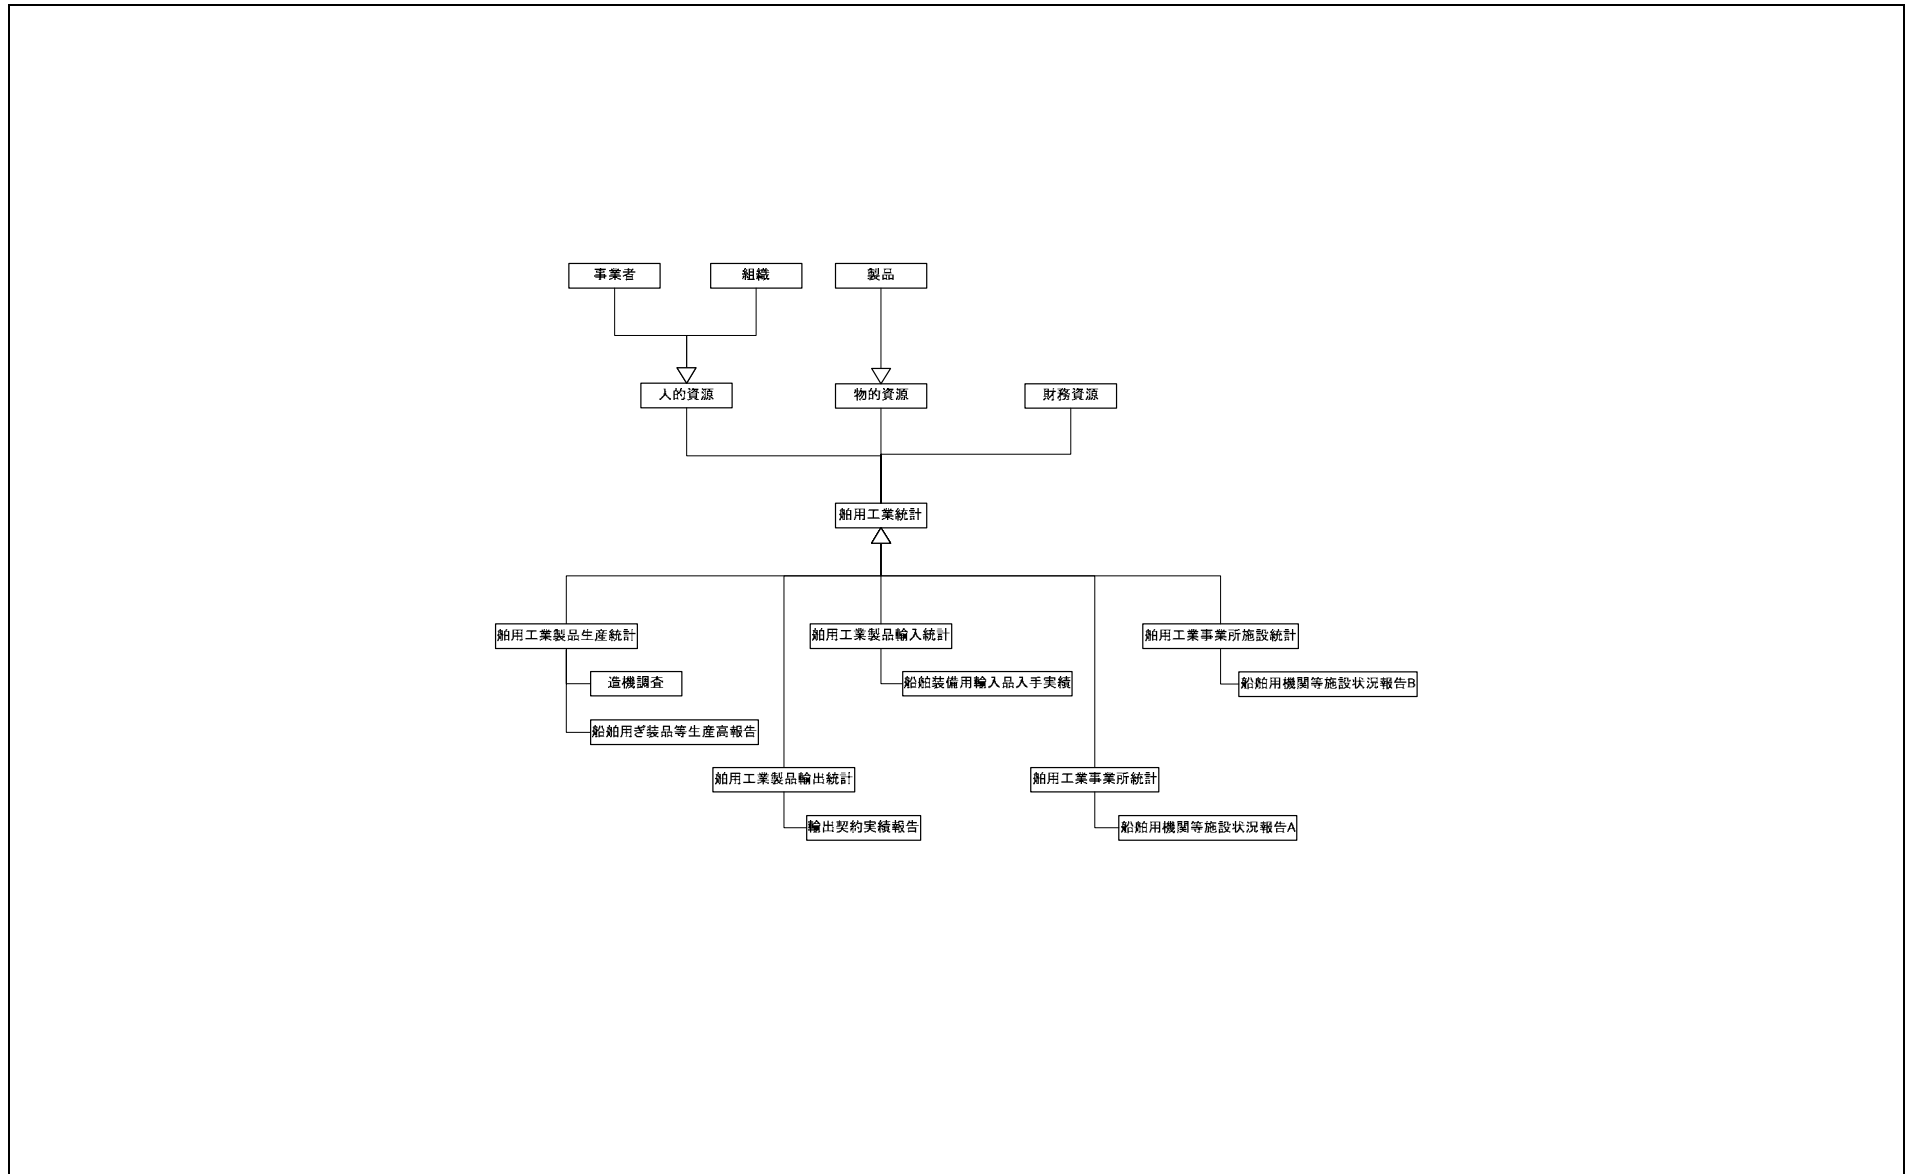 事業者
組織
製品
人的資源
物的資源
財務資源
舶用工業統計
舶用工業製品生産統計
舶用工業製品輸入統計
舶用工業事業所施設統計
造機調査
船舶装備用輸入品入手実績
船舶用機関等施設状況報告B
船舶用ぎ装品等生産高報告
舶用工業製品輸出統計
舶用工業事業所統計
輸出契約実績報告
船舶用機関等施設状況報告A